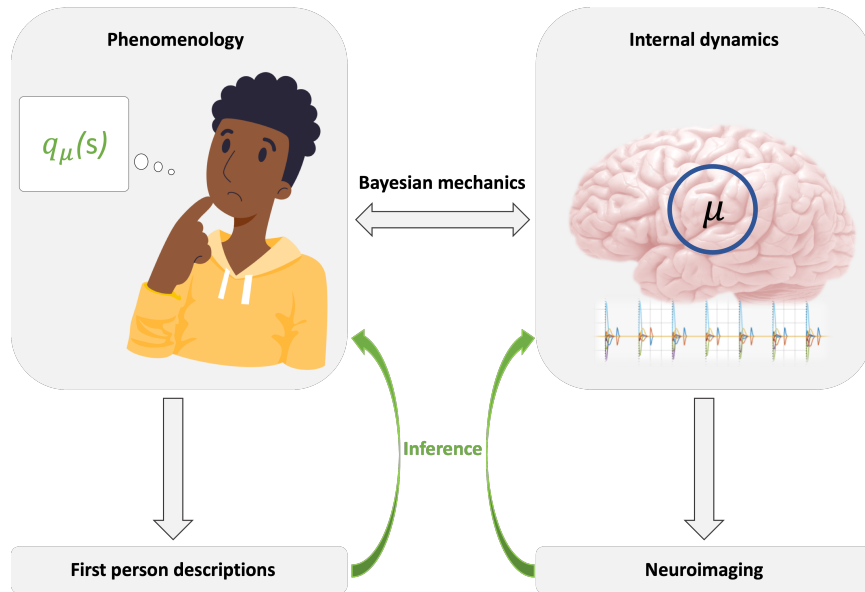 Phenomenology
Internal dynamics
qμ(s)
Bayesian mechanics
μ
Inference
First person descriptions
Neuroimaging